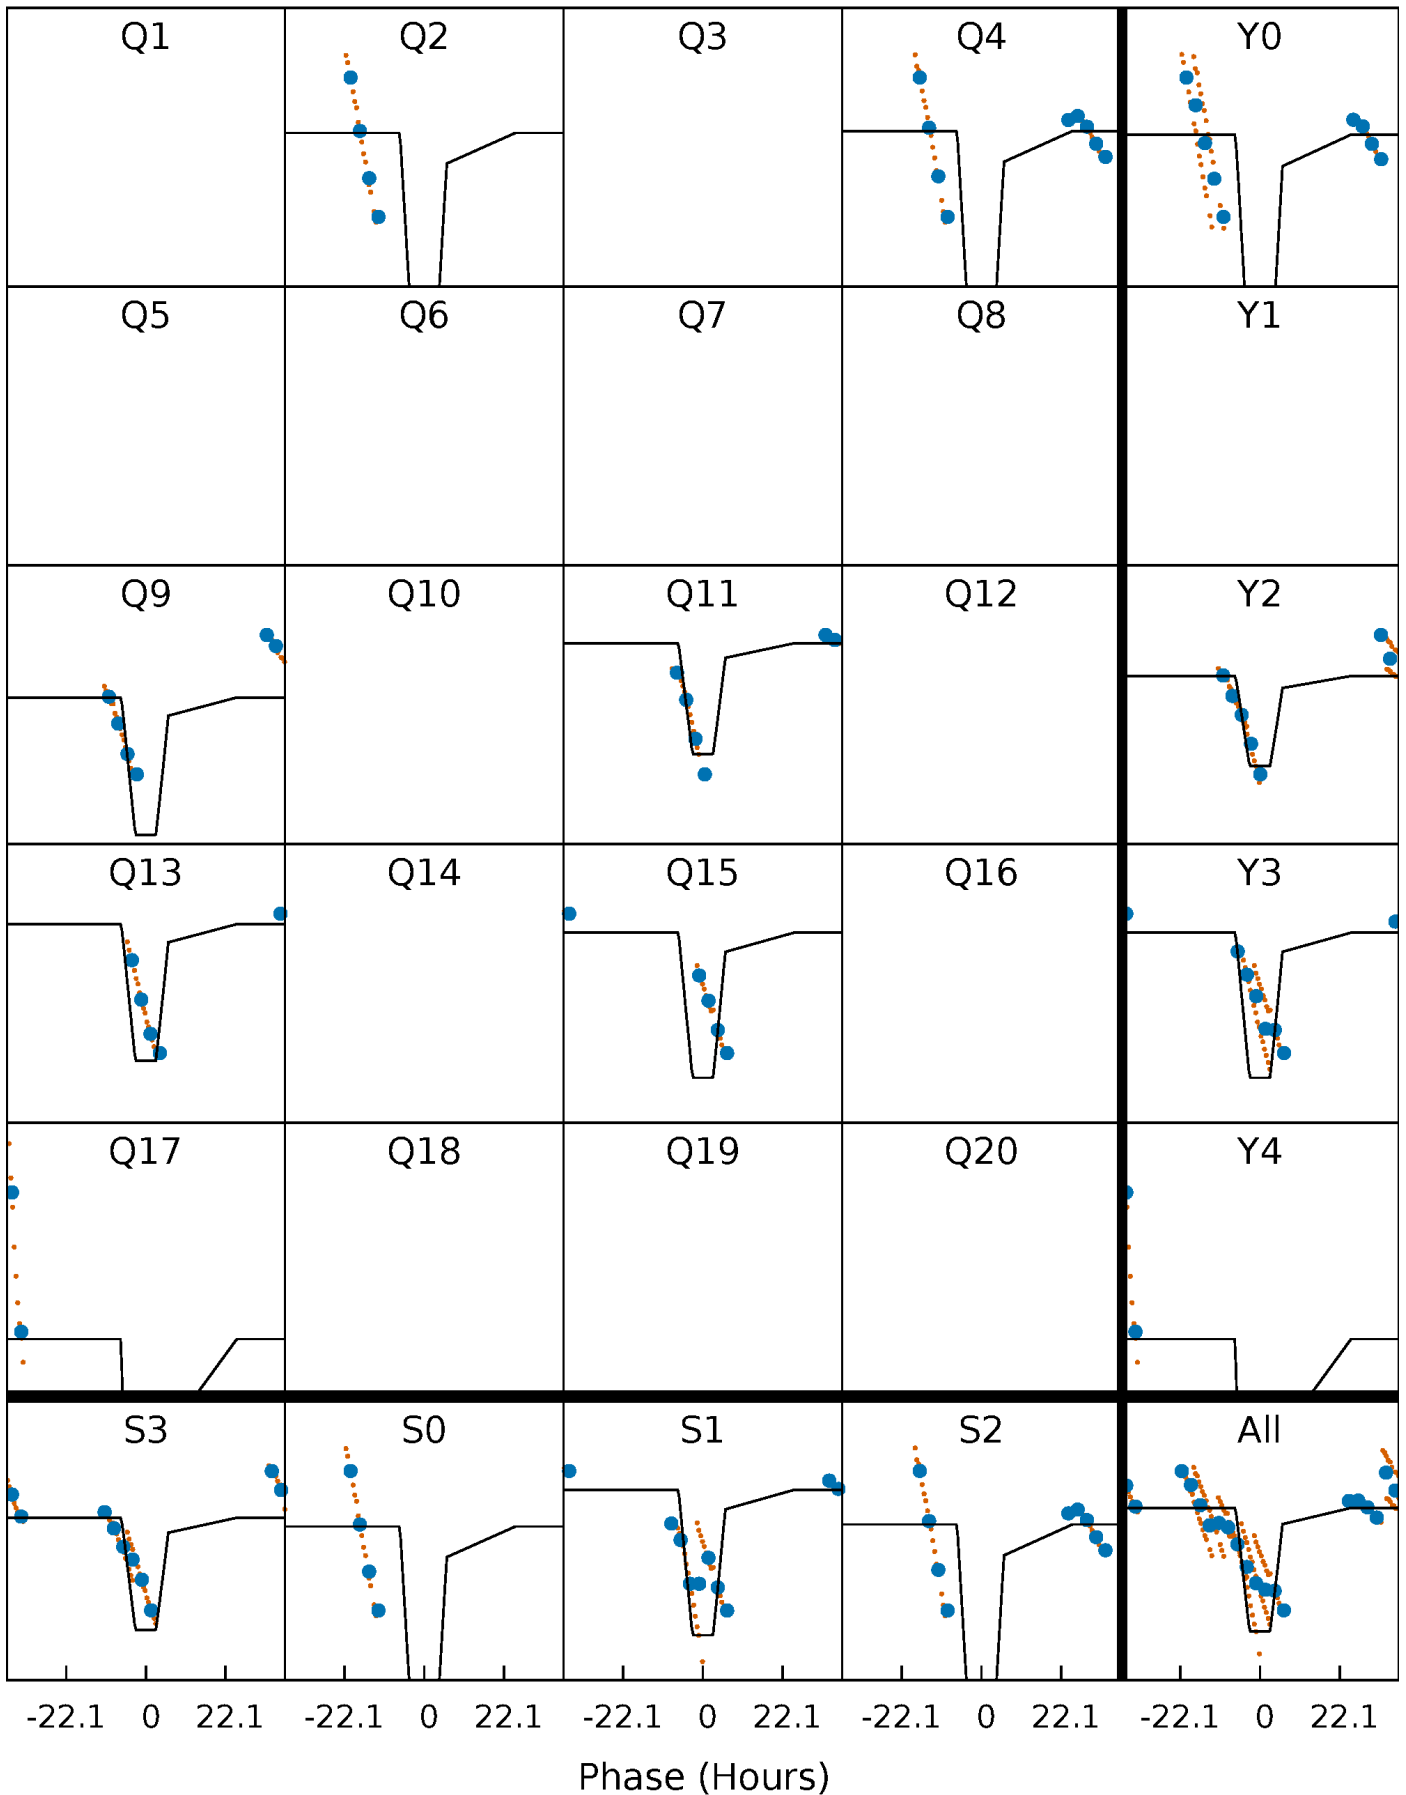 Q1 Q2 Q3 Q4 Y0
Q5 Q6 Q7 Q8 Y1
Q9 Q10 Q11 Q12 Y2
Q13 Q14 Q15 Q16 Y3
Q17 Q18 Q19 Q20 Y4
S3 S0 S1 S2 All
-22.1 0 22.1 -22.1 0 22.1 -22.1 0 22.1 -22.1 0 22.1 -22.1 0 22.1
Phase (Hours)